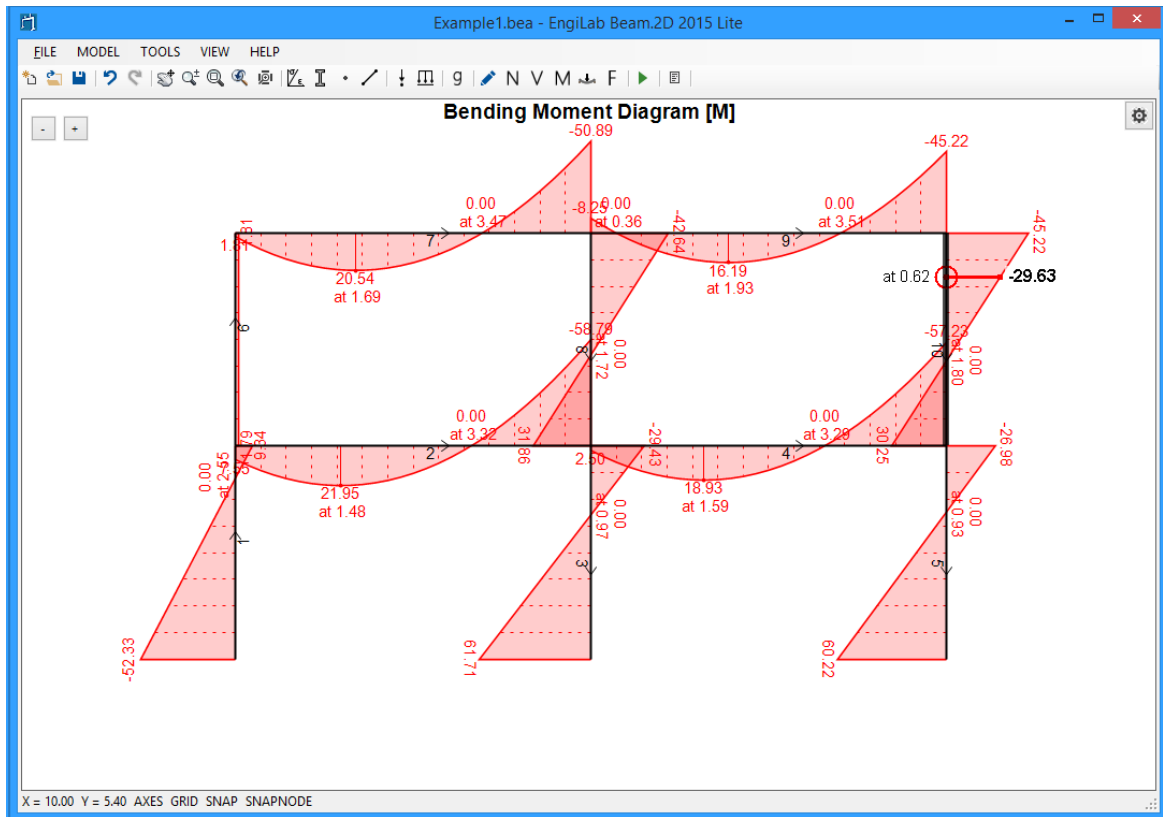 Example1.bea - EngiLab Beam.2D 2015 Lite
FILE MODEL TOOLS VIEW HELP
g N V M F
Bending Moment Diagram [M]
- +
-50.89
-45.22
0.00
at 3.47
-8.25
0.00
at 0.36
-42.64
0.00
at 3.51
-45.22
1.81
7
9
20.54
at 1.69
16.19
at 1.93
at 0.62
-29.63
6
-58.79
8
0.00
at 1.72
-57.23
10
0.00
at 1.80
0.00
at 3.32
31.86
-29.43
0.00
at 3.29
30.25
-26.98
9.34
2
2.50
4
0.00
at 2.55
21.95
at 1.48
18.93
at 1.59
0.00
at 0.97
0.00
at 0.93
1
3
5
-52.33
61.71
60.22
X = 10.00 Y = 5.40 AXES GRID SNAP SNAPNODE